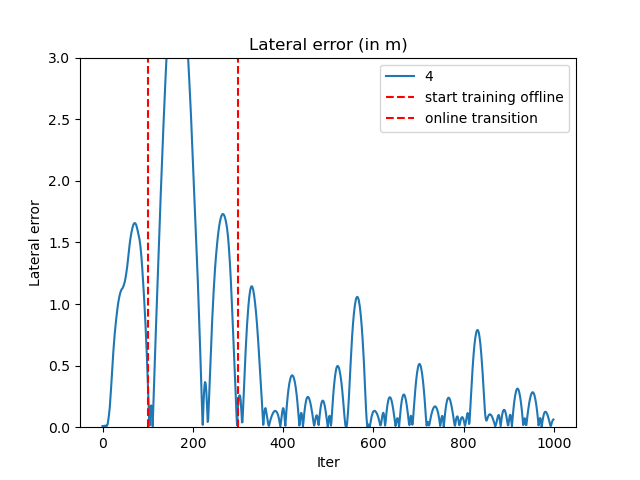 Lateral error (in m)
4
start training offline
online transition
3.0
2.5
2.0
1.5
1.0
0.5
0.0
Lateral error
0 200 400 600 800 1000
Iter